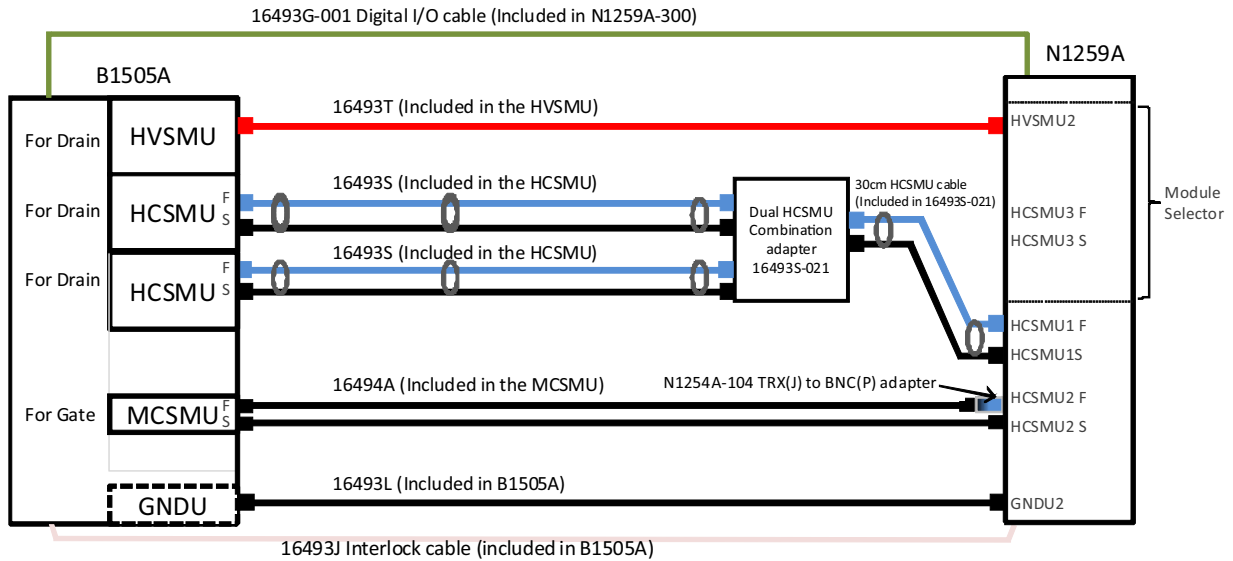 16493G-001 Digital I/O cable (Included in N1259A-300)
B1505A
N1259A
For Drain
HVSMU
16493T (Included in the HVSMU)
HVSMU2
For Drain
HCSMU
F
S
16493S (Included in the HCSMU)
Dual HCSMU
Combination
adapter
16493S-021
30cm HCSMU cable
(Included in 16493S-021)
HCSMU3 F
HCSMU3 S
Module
Selector
For Drain
HCSMU
F
S
16493S (Included in the HCSMU)
HCSMU1 F
HCSMU1S
For Gate
MCSMU
F
S
16494A (Included in the MCSMU)
N1254A-104 TRX(J) to BNC(P) adapter
HCSMU2 F
HCSMU2 S
GNDU
16493L (Included in B1505A)
GNDU2
16493J Interlock cable (included in B1505A)